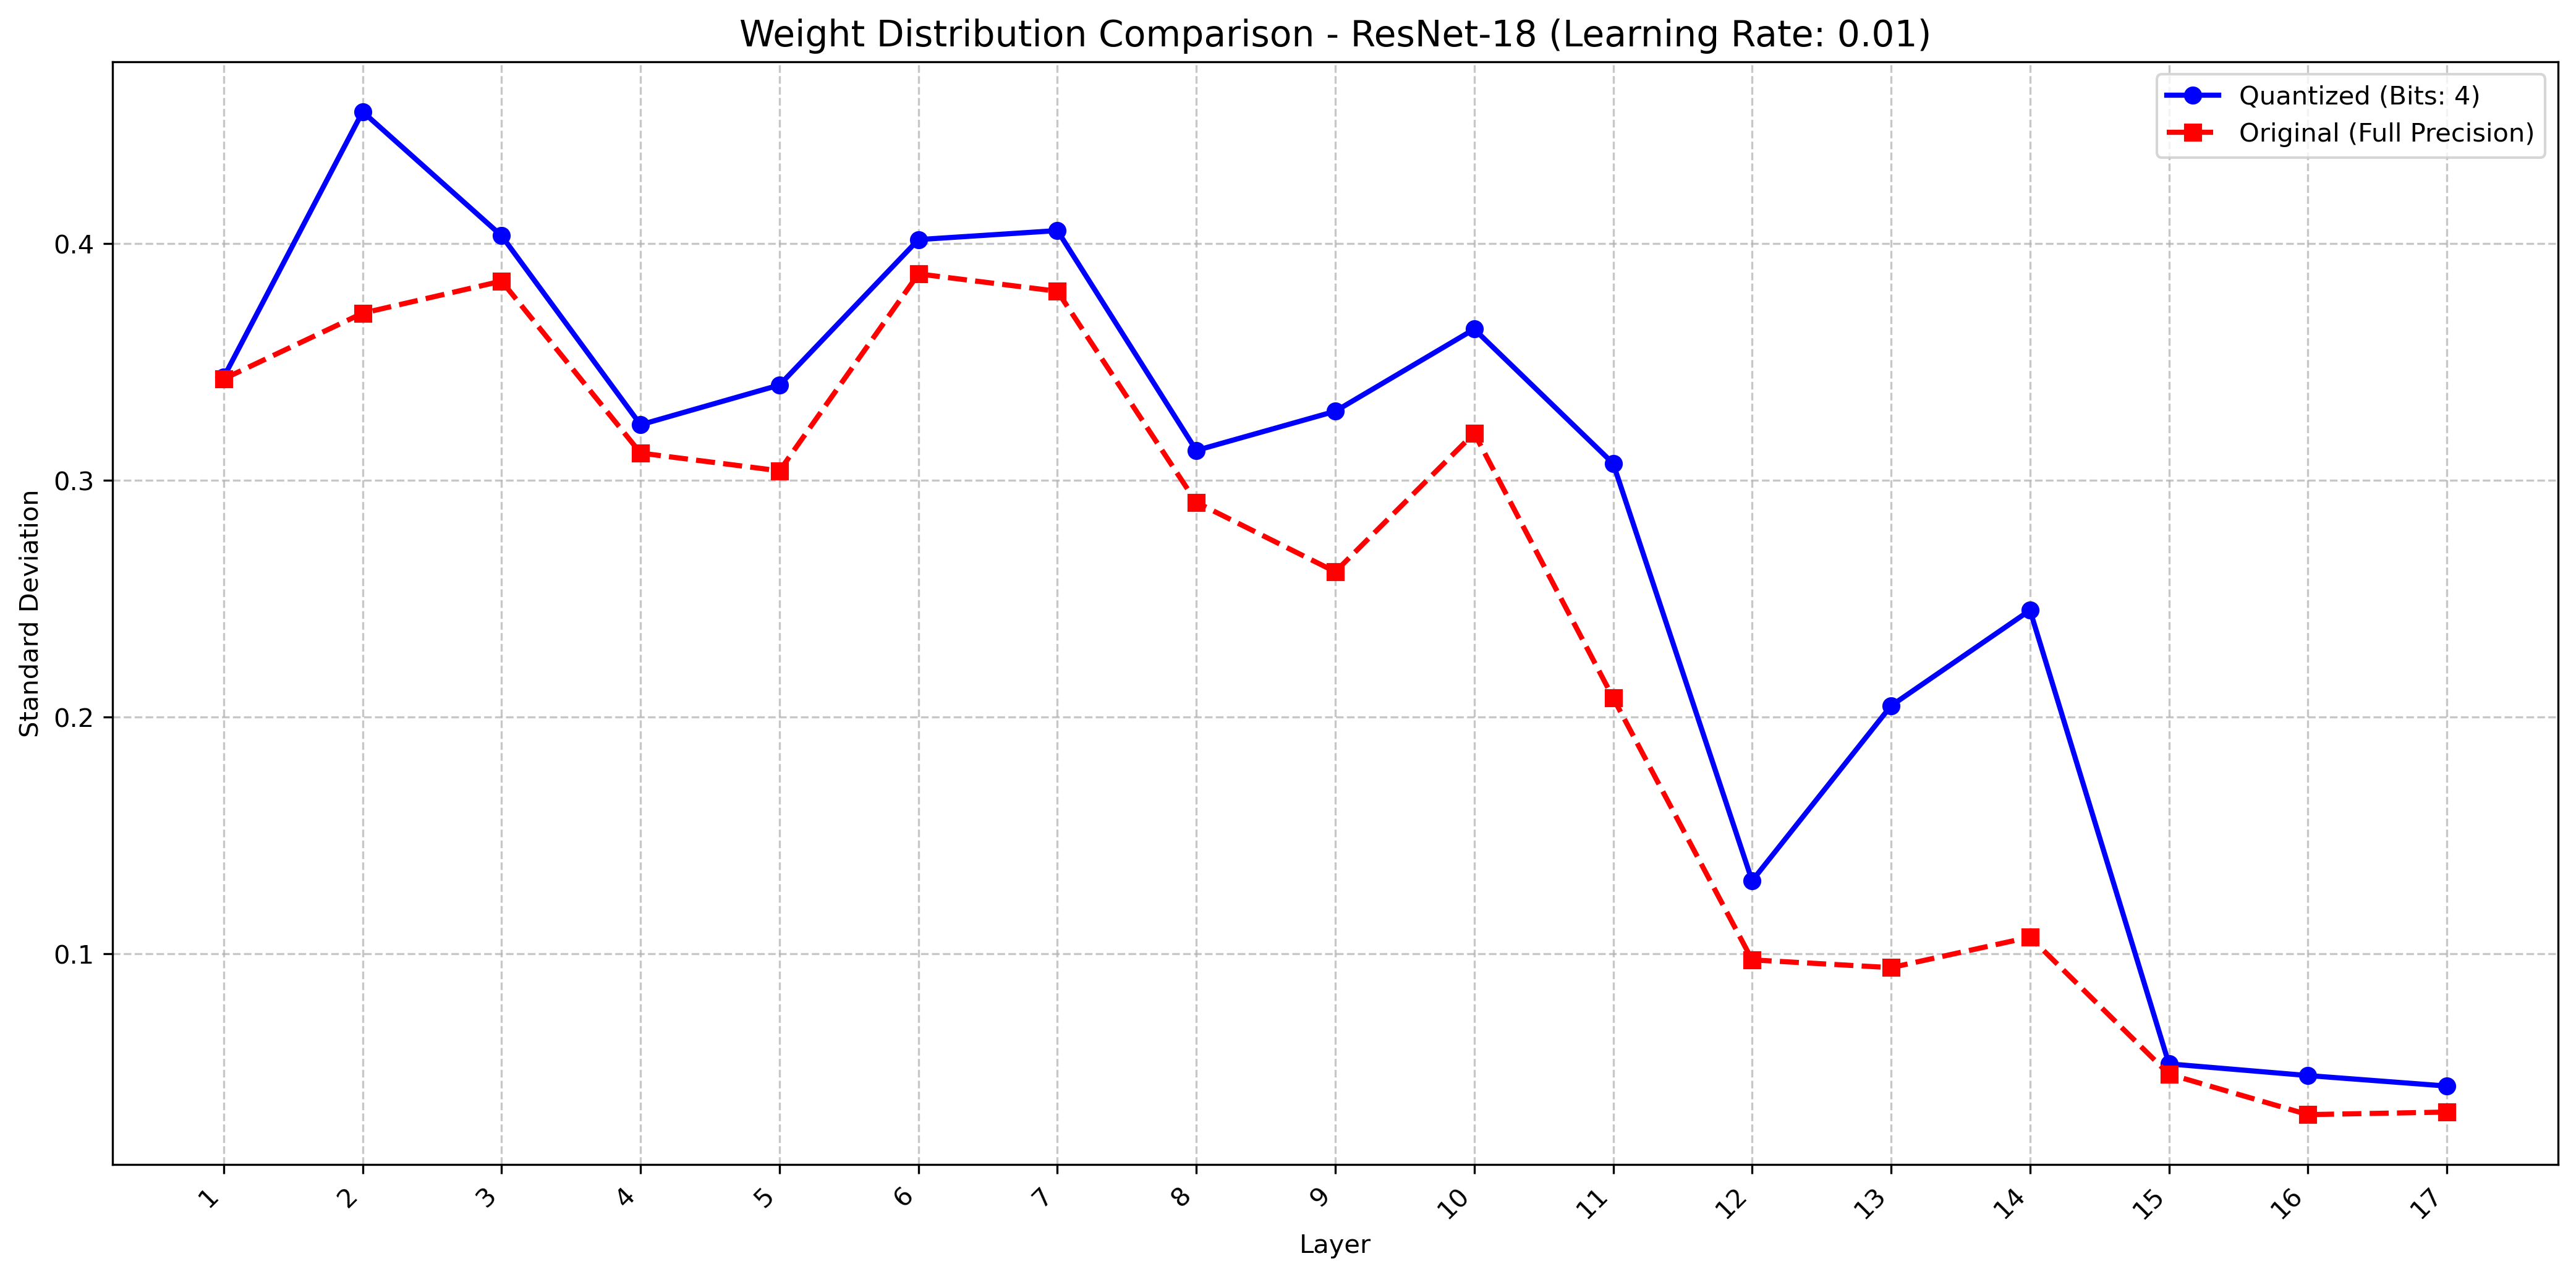 Weight Distribution Comparison - ResNet-18 (Learning Rate: 0.01)
Quantized (Bits: 4)
Original (Full Precision)
Standard Deviation
0.4
0.3
0.2
0.1
1 2 3 4 5 6 7 8 9 10 11 12 13 14 15 16 17
Layer